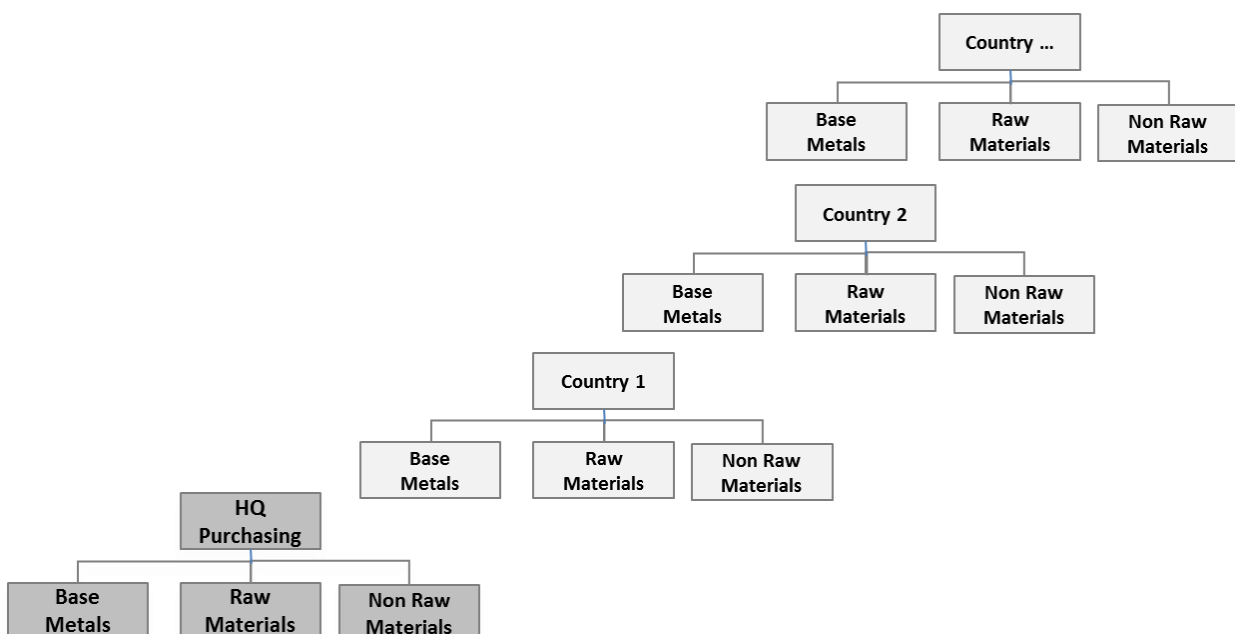 Country ...
Base
Metals
Raw
Materials
Non Raw
Materials
Country 2
Base
Metals
Raw
Materials
Non Raw
Materials
Country 1
Base
Metals
Raw
Materials
Non Raw
Materials
HQ
Purchasing
Base
Metals
Raw
Materials
Non Raw
Materials